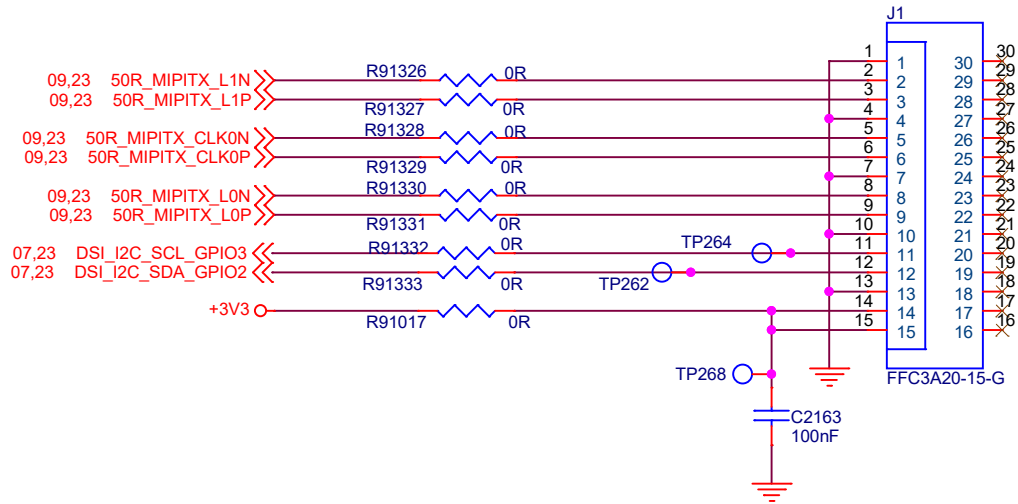 J1
1 1 30 30
09,23 50R_MIPITX_L1N R91326 0R 2 2 29 29
09,23 50R_MIPITX_L1P R91327 0R 3 3 28 28
4 4 27 27
09,23 50R_MIPITX_CLK0N R91328 0R 5 5 26 26
09,23 50R_MIPITX_CLK0P R91329 0R 6 6 25 25
7 7 24 24
09,23 50R_MIPITX_L0N R91330 0R 8 8 23 23
09,23 50R_MIPITX_L0P R91331 0R 9 9 22 22
10 10 21 21
07,23 DSI_I2C_SCL_GPIO3 R91332 0R TP264 11 11 20 20
07,23 DSI_I2C_SDA_GPIO2 R91333 0R TP262 12 12 19 19
13 13 18 18
+3V3 R91017 0R 14 14 17 17
15 15 16 16
TP268
FFC3A20-15-G
C2163
100nF